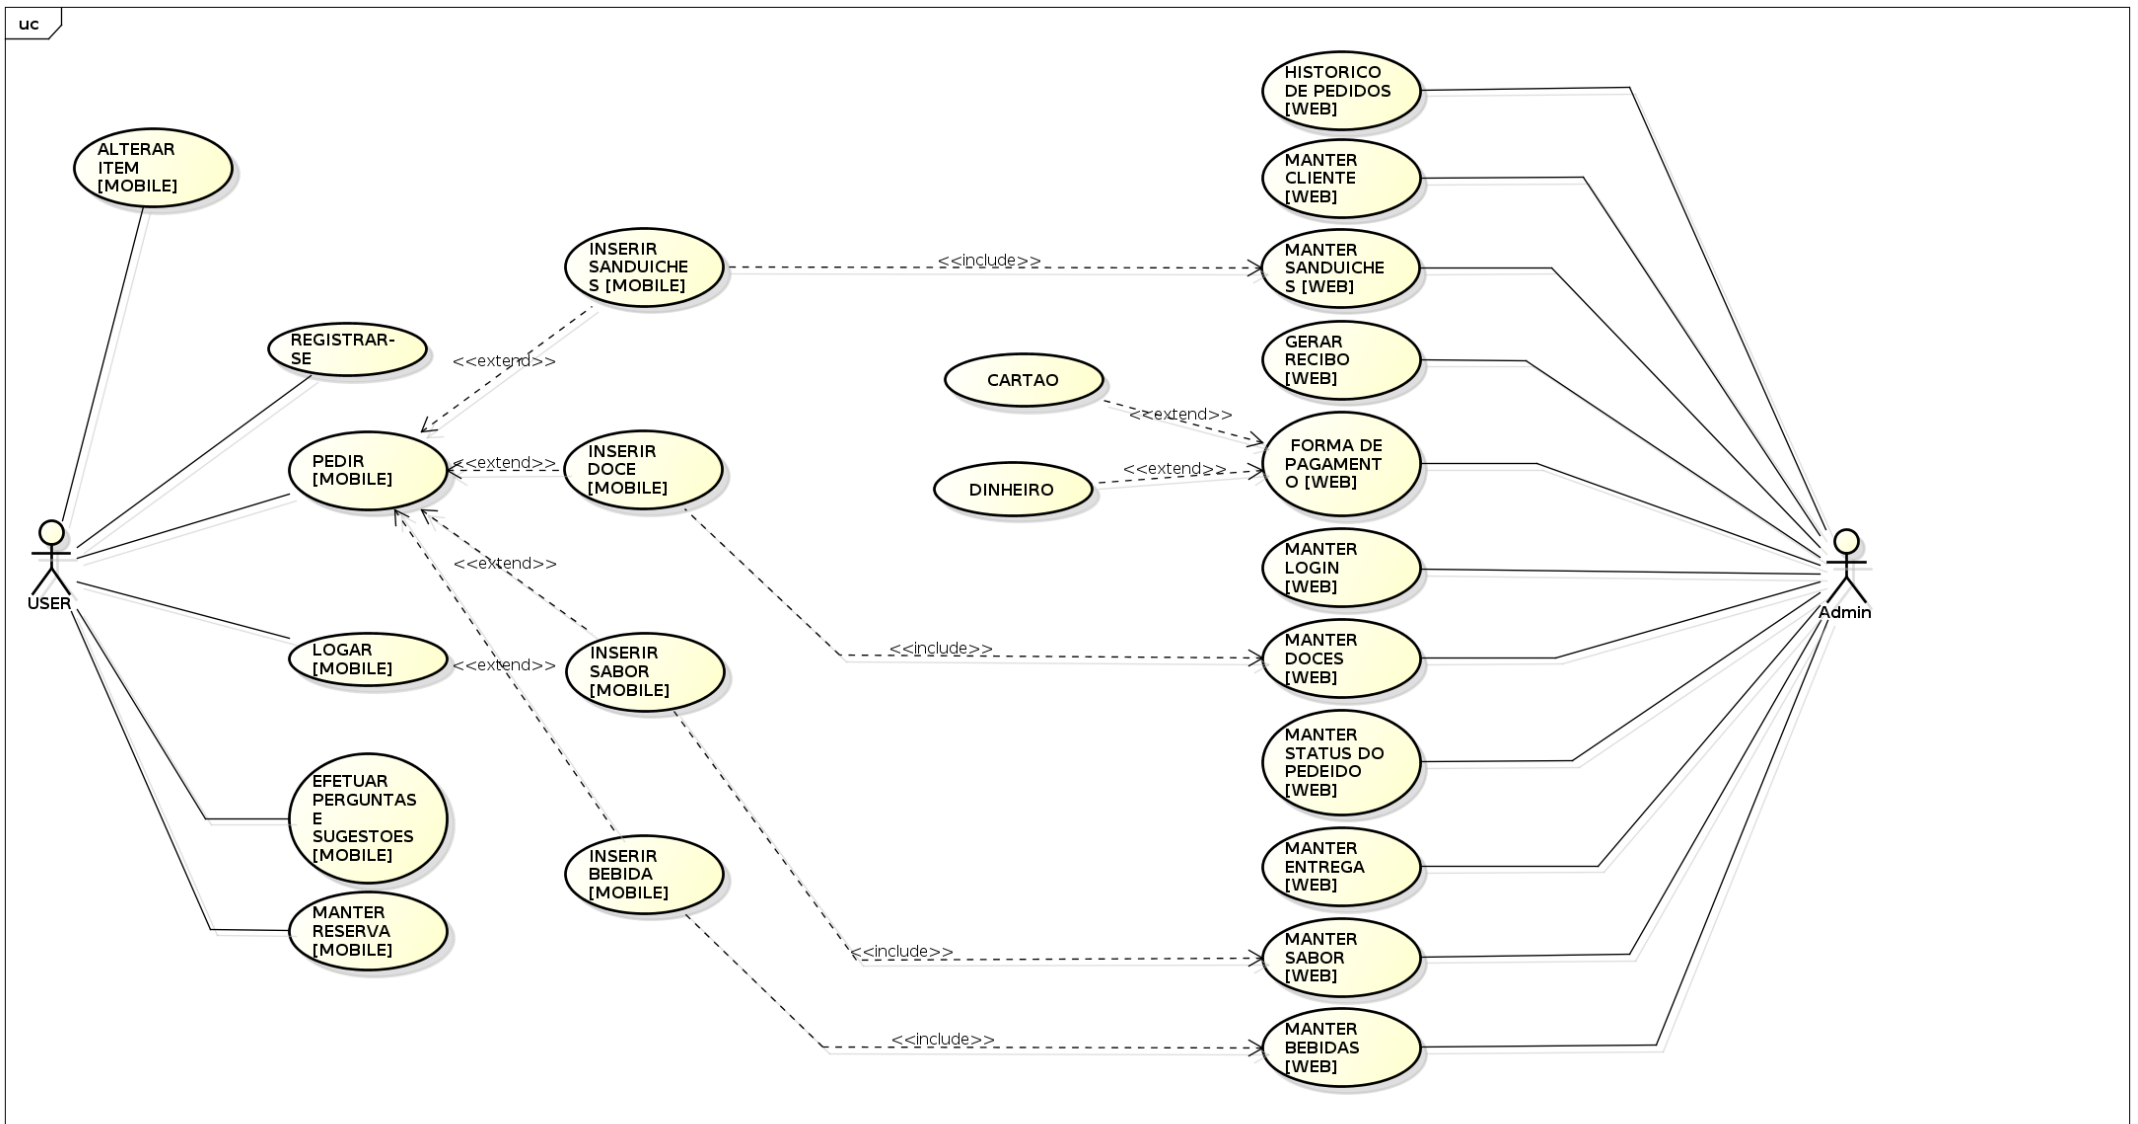 uc
HISTORICO
DE PEDIDOS
[WEB]
ALTERAR
ITEM
[MOBILE]
MANTER
CLIENTE
[WEB]
INSERIR
SANDUICHE
S [MOBILE]
<<include>>
MANTER
SANDUICHE
S [WEB]
REGISTRAR-
SE
<<extend>>
GERAR
RECIBO
[WEB]
CARTAO
<<extend>>
PEDIR
[MOBILE]
<<extend>>
INSERIR
DOCE
[MOBILE]
DINHEIRO
<<extend>>
FORMA DE
PAGAMENT
O [WEB]
<<extend>>
MANTER
LOGIN
[WEB]
USER
Admin
LOGAR
[MOBILE]
<<extend>>
INSERIR
SABOR
[MOBILE]
<<include>>
MANTER
DOCES
[WEB]
MANTER
STATUS DO
PEDEIDO
[WEB]
EFETUAR
PERGUNTAS
E
SUGESTOES
[MOBILE]
INSERIR
BEBIDA
[MOBILE]
MANTER
ENTREGA
[WEB]
MANTER
RESERVA
[MOBILE]
<<include>>
MANTER
SABOR
[WEB]
<<include>>
MANTER
BEBIDAS
[WEB]